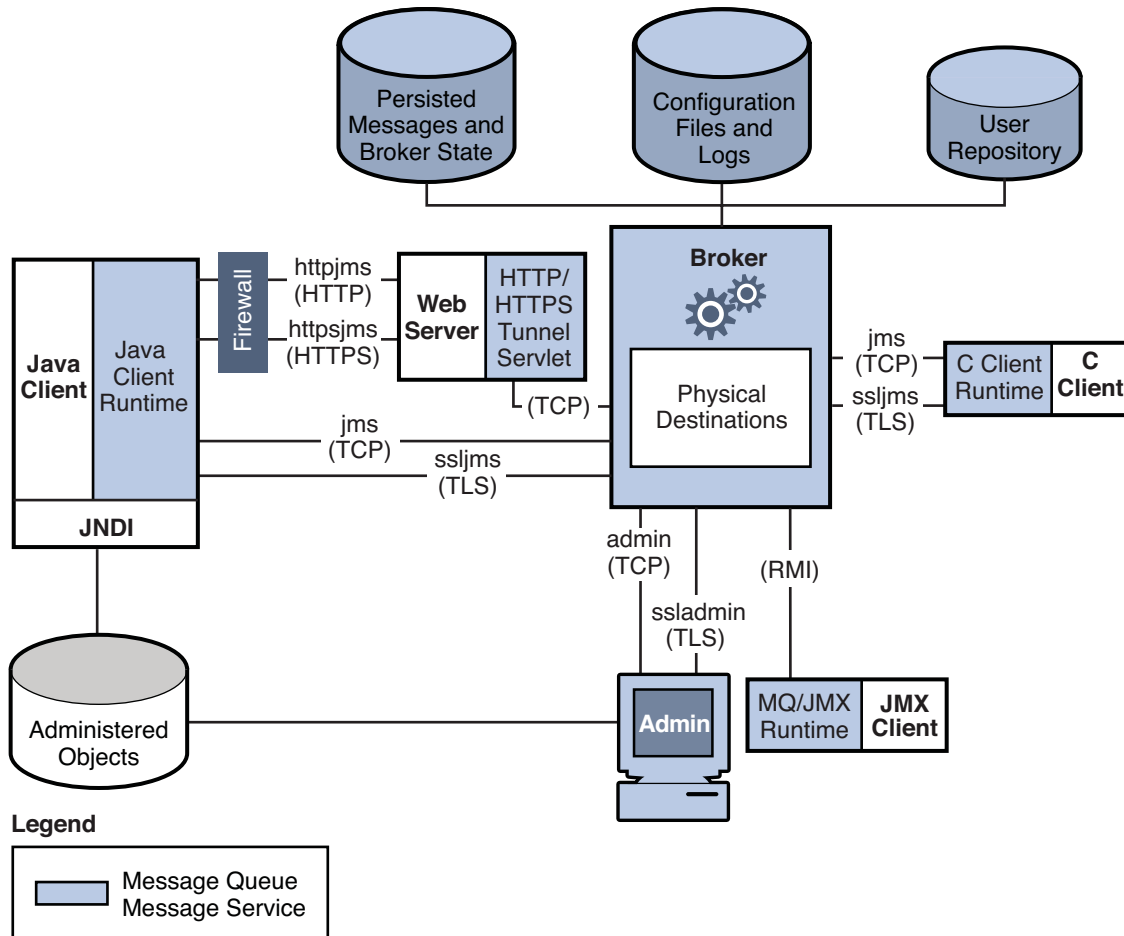 Persisted
Messages and
Broker State
Configuration
Files and
Logs
User
Repository
Java
Client
Java
Client
Runtime
JNDI
Firewall
httpjms
(HTTP)
httpsjms
(HTTPS)
Web
Server
HTTP/
HTTPS
Tunnel
Servlet
(TCP)
jms
(TCP)
ssljms
(TLS)
Broker
Physical
Destinations
jms
(TCP)
ssljms
(TLS)
C Client
Runtime
C
Client
admin
(TCP)
ssladmin
(TLS)
(RMI)
Administered
Objects
Admin
MQ/JMX
Runtime
JMX
Client
Legend
Message Queue
Message Service